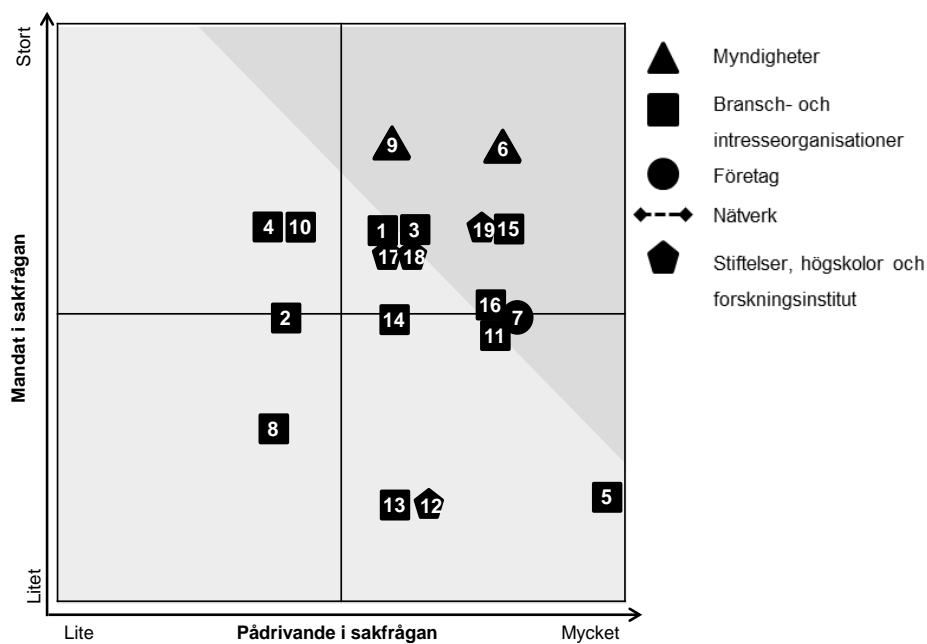 Stort
Mandat i sakfrågan
Litet
9
6
4
10
1
3
19
15
17
18
16
2
14
7
11
8
13
12
5
Lite
Pådrivande i sakfrågan
Mycket
Myndigheter
Bransch- och
intresseorganisationer
Företag
Nätverk
Stiftelser, högskolor och
forskningsinstitut